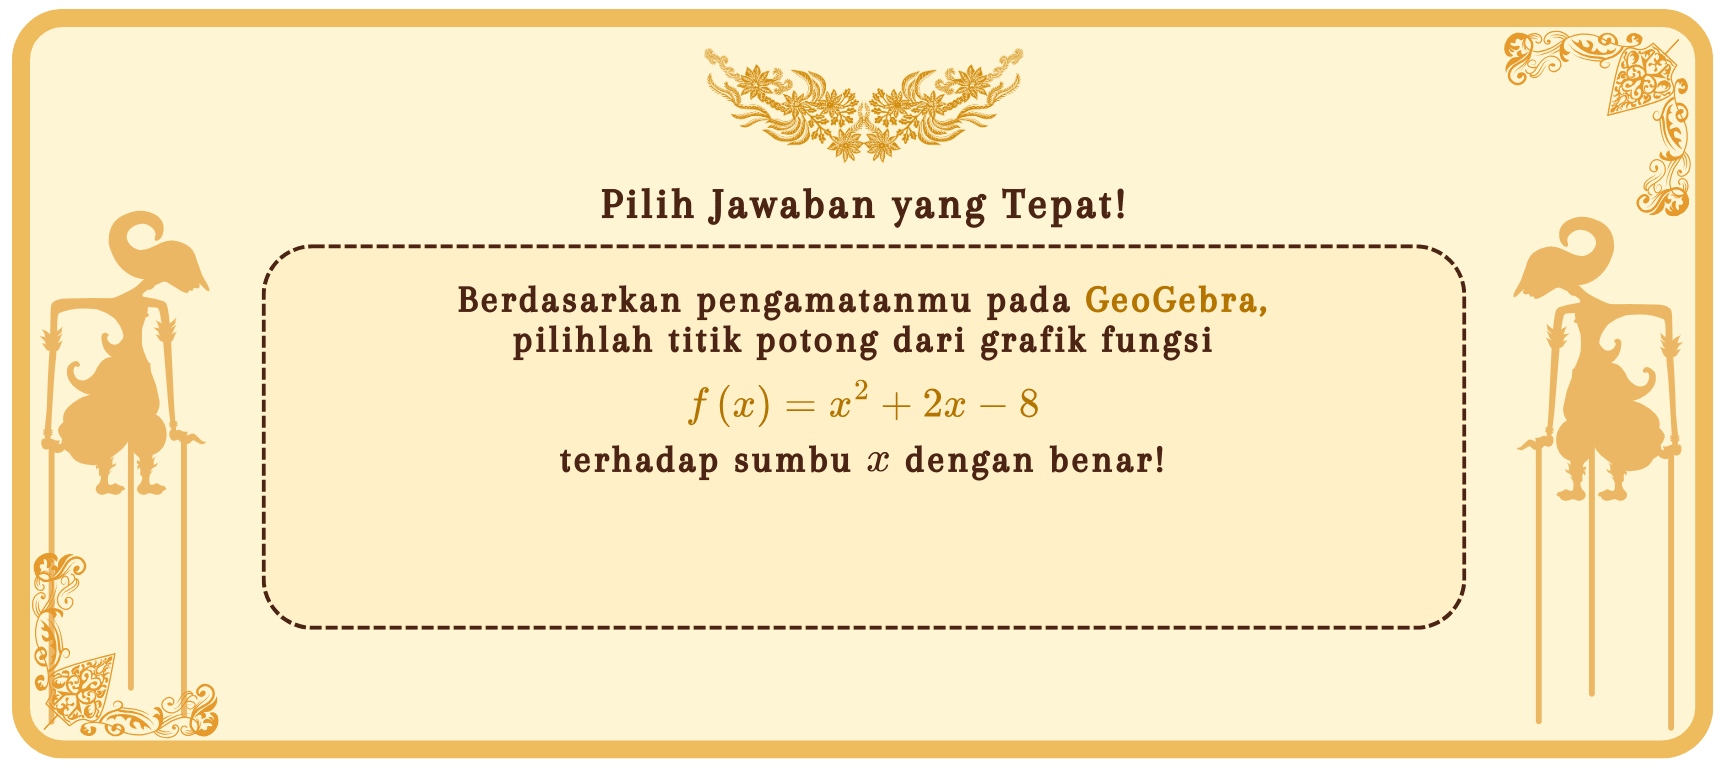 Pilih Jawaban yang Tepat!
Berdasarkan pengamatanmu pada GeoGebra,
pilihlah titik potong dari grafik fungsi
f (x) = x² + 2x − 8
terhadap sumbu x dengan benar!